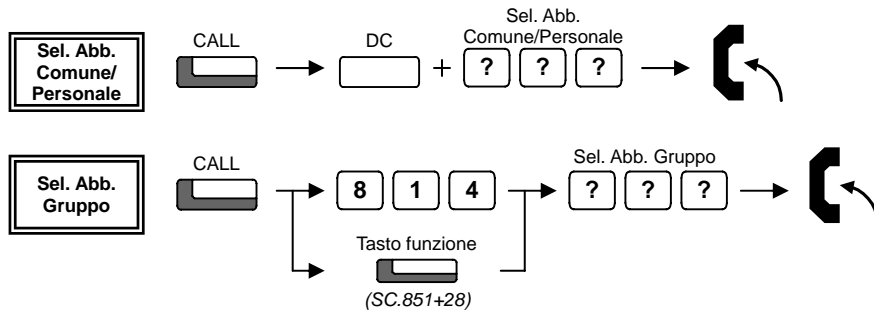 Sel. Abb.
Comune/
Personale
CALL
DC
+
Sel. Abb.
Comune/Personale
? ? ?
Sel. Abb.
Gruppo
CALL
8 1 4
Tasto funzione
(SC.851+28)
Sel. Abb. Gruppo
? ? ?